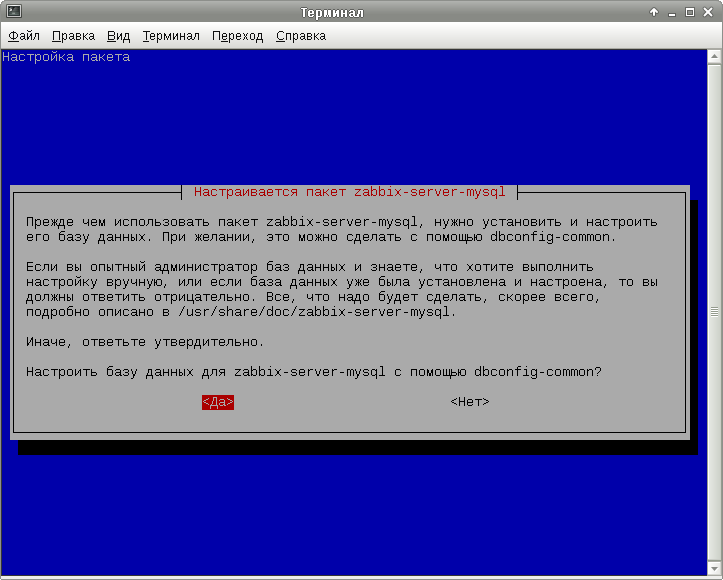 Терминал
Файл Правка Вид Терминал Переход Справка
Настройка пакета
Настраивается пакет zabbix-server-mysql
Прежде чем использовать пакет zabbix-server-mysql, нужно установить и настроить
его базу данных. При желании, это можно сделать с помощью dbconfig-common.
Если вы опытный администратор баз данных и знаете, что хотите выполнить
настройку вручную, или если база данных уже была установлена и настроена, то вы
должны ответить отрицательно. Все, что надо будет сделать, скорее всего,
подробно описано в /usr/share/doc/zabbix-server-mysql.
Иначе, ответьте утвердительно.
Настроить базу данных для zabbix-server-mysql с помощью dbconfig-common?
<Да> <Нет>